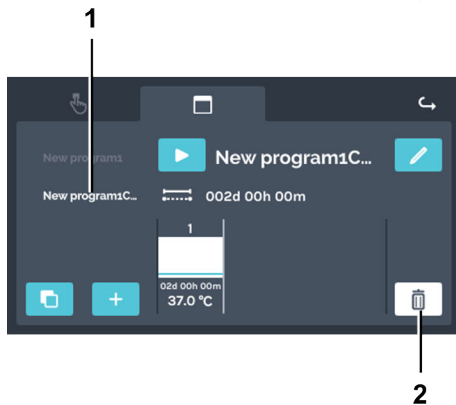 1
New program1
New program1C...
New program1C...
002d 00h 00m
1
02d 00h 00m
37.0 °C
2